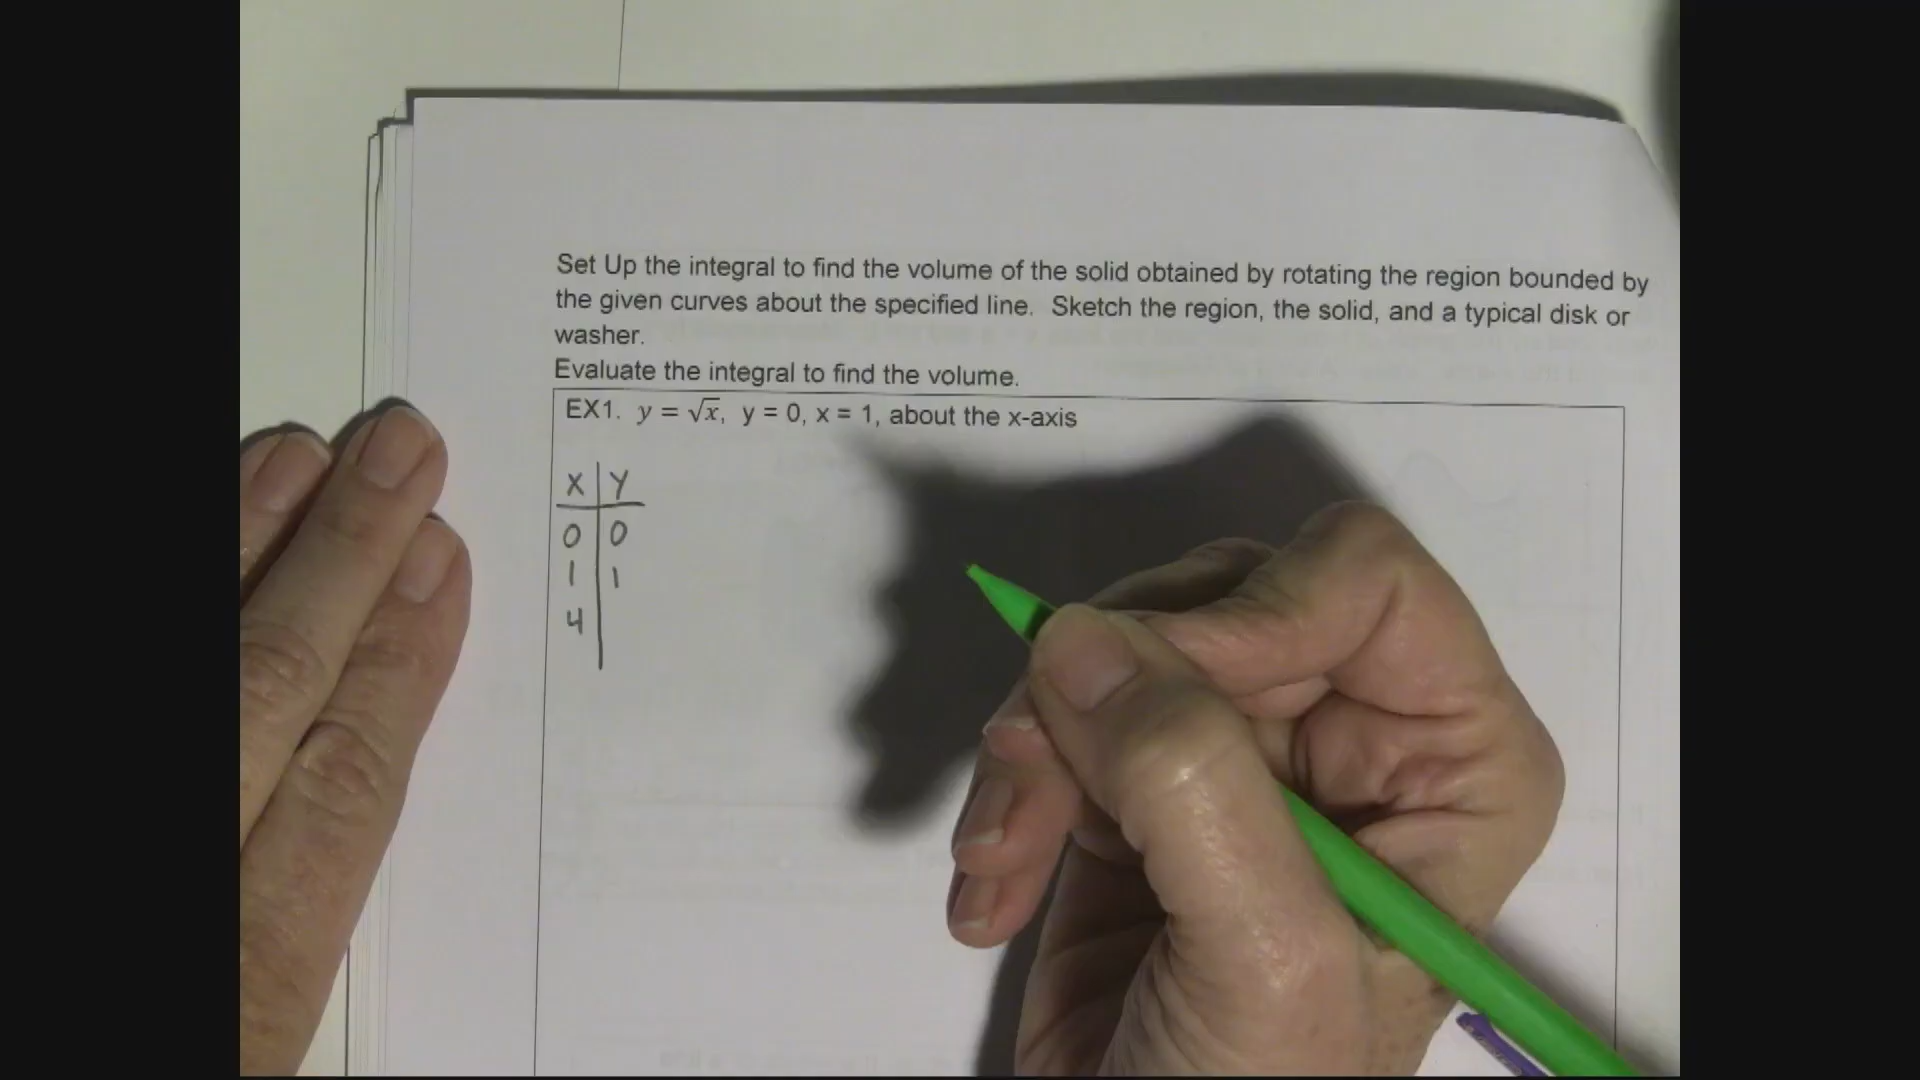 Set Up the integral to find the volume of the solid obtained by rotating the region bounded by
the given curves about the specified line.  Sketch the region, the solid, and a typical disk or
washer.
Evaluate the integral to find the volume.
EX1.  y = √x,  y = 0, x = 1, about the x-axis
X Y
0 0
1 1
4